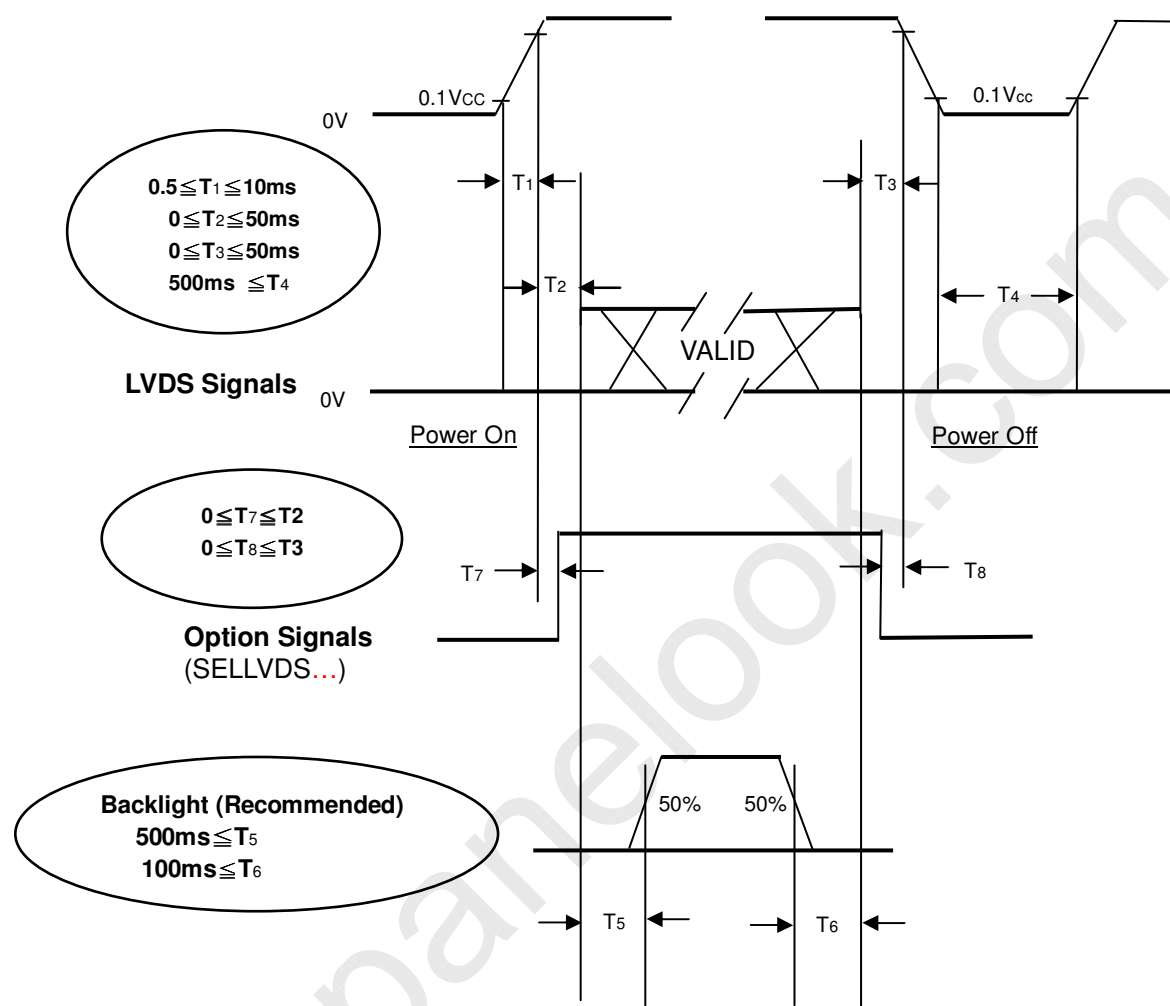 0.1Vcc
0.1Vcc
0V
0.5≦T1≦10ms
0≦T2≦50ms
0≦T3≦50ms
500ms ≦T4
T1
T3
T2
T4
VALID
LVDS Signals
0V
Power On
Power Off
0≦T7≦T2
0≦T8≦T3
T7
T8
Option Signals
(SELLVDS...)
Backlight (Recommended)
500ms≦T5
100ms≦T6
50%
50%
T5
T6
panelook.com